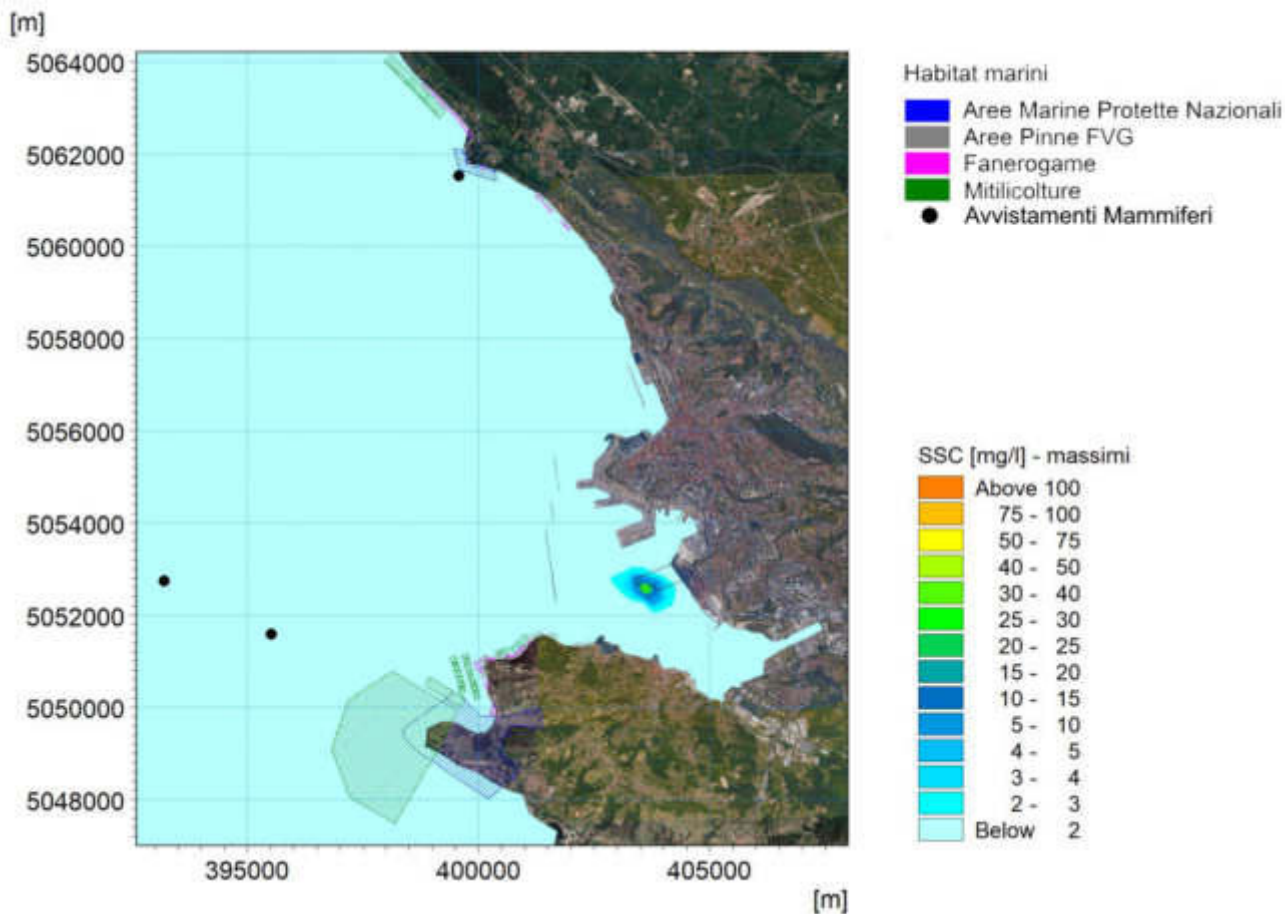 [m]
5064000
5062000
5060000
5058000
5056000
5054000
5052000
5050000
5048000
395000
400000
405000
[m]
Habitat marini
Aree Marine Protette Nazionali
Aree Pinne FVG
Fanerogame
Mitilicolture
Avvistamenti Mammiferi
SSC [mg/l] - massimi
Above 100
75 - 100
50 - 75
40 - 50
30 - 40
25 - 30
20 - 25
15 - 20
10 - 15
5 - 10
4 - 5
3 - 4
2 - 3
Below 2